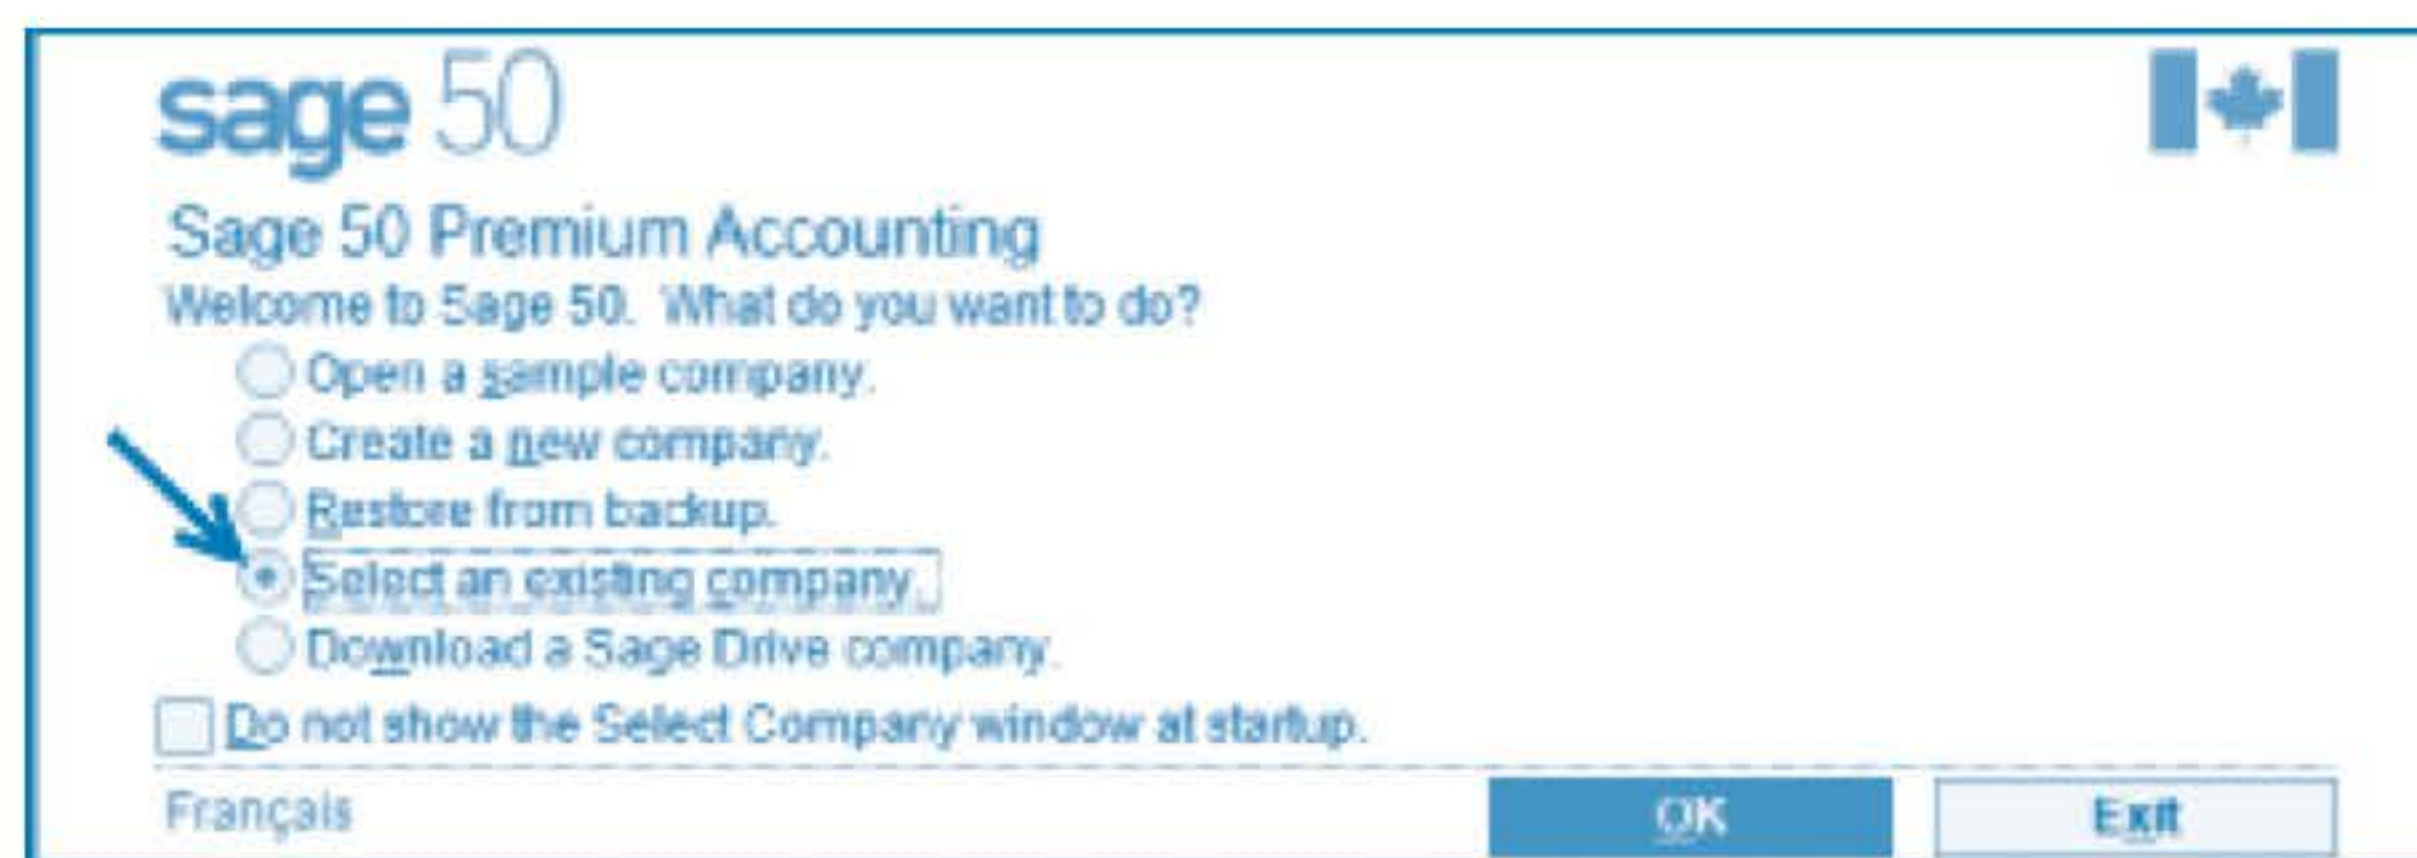 sage 50
Sage 50 Premium Accounting
Welcome to Sage 50. What do you want to do?
Open a sample company.
Create a new company.
Restore from backup.
Select an existing company.
Download a Sage Drive company.
Do not show the Select Company window at startup.
Français OK Exit